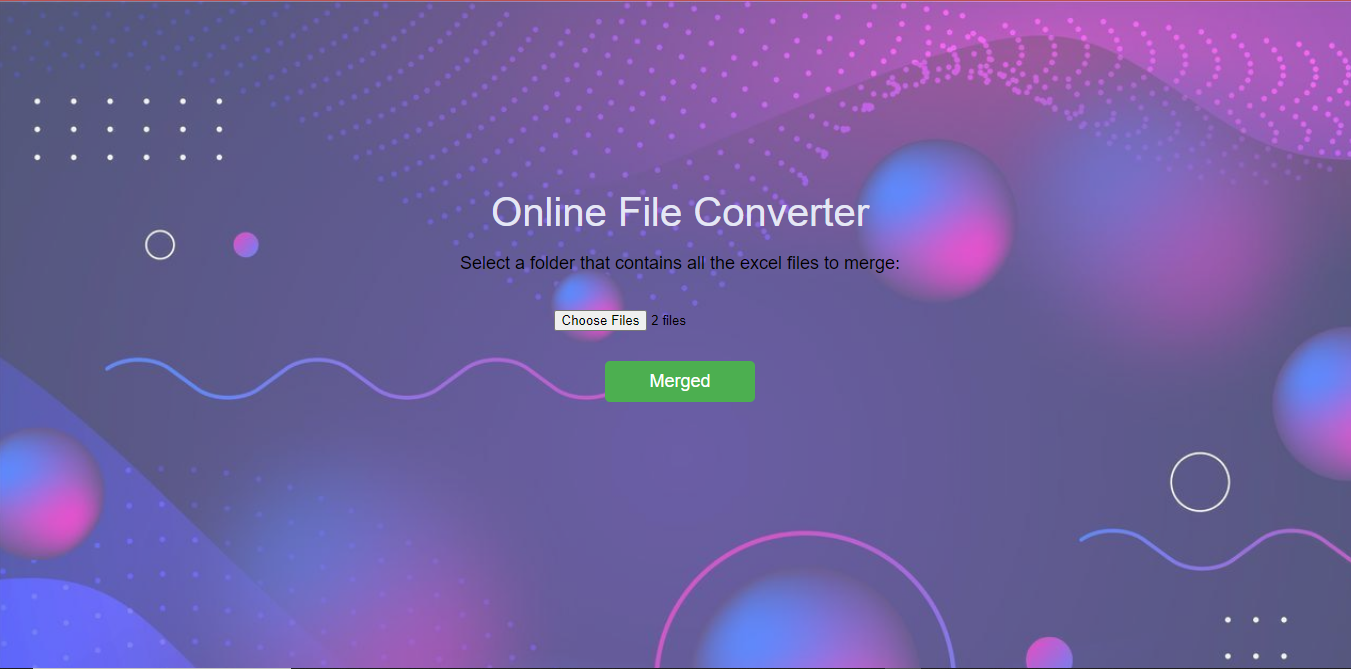 Online File Converter
Select a folder that contains all the excel files to merge:
Choose Files 2 files
Merged